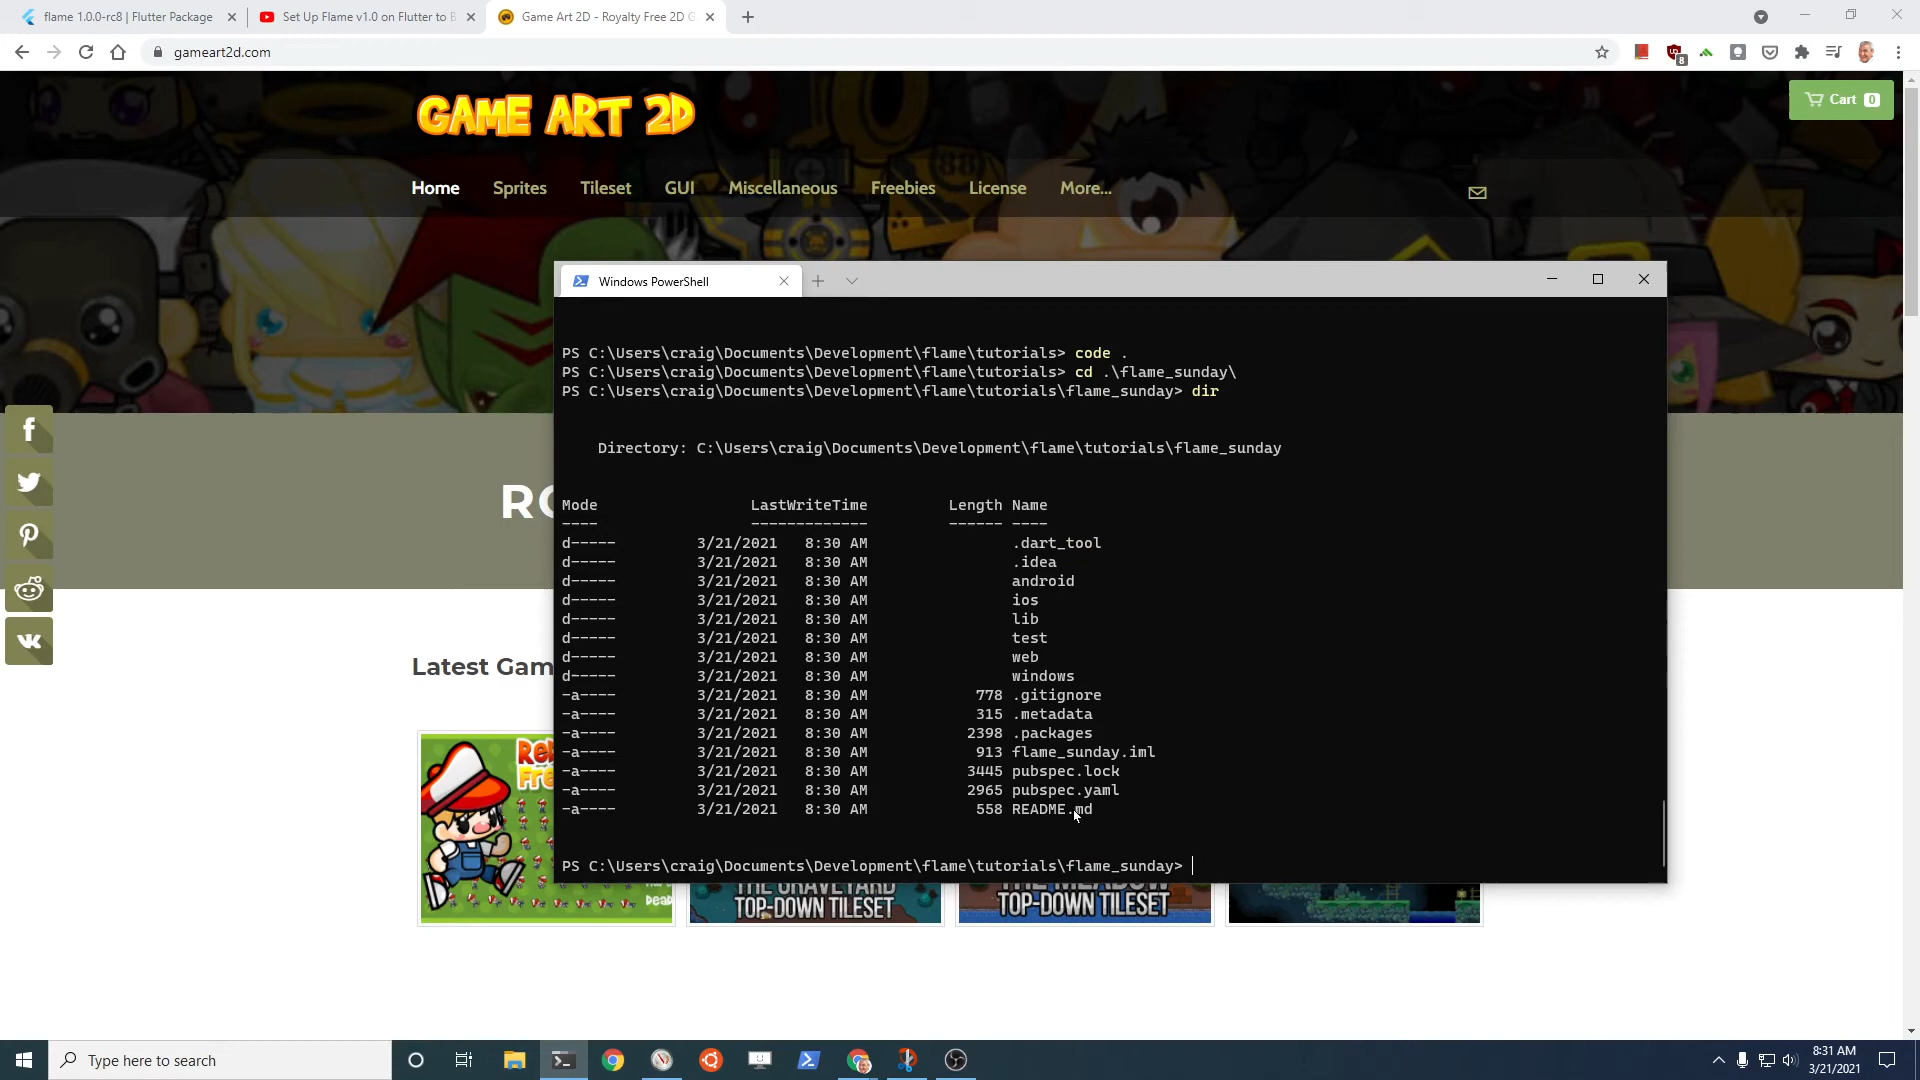 flame 1.0.0-rc8 | Flutter Package
Set Up Flame v1.0 on Flutter to B
Game Art 2D - Royalty Free 2D G
gameart2d.com
8
GAME ART 2D
Cart 0
Home Sprites Tileset GUI Miscellaneous Freebies License More...
Windows PowerShell
PS C:\Users\craig\Documents\Development\flame\tutorials> code .
PS C:\Users\craig\Documents\Development\flame\tutorials> cd .\flame_sunday\
PS C:\Users\craig\Documents\Development\flame\tutorials\flame_sunday> dir
Directory: C:\Users\craig\Documents\Development\flame\tutorials\flame_sunday
Mode LastWriteTime Length Name
---- ------------- ------ ----
d----- 3/21/2021 8:30 AM .dart_tool
d----- 3/21/2021 8:30 AM .idea
d----- 3/21/2021 8:30 AM android
d----- 3/21/2021 8:30 AM ios
d----- 3/21/2021 8:30 AM lib
d----- 3/21/2021 8:30 AM test
d----- 3/21/2021 8:30 AM web
d----- 3/21/2021 8:30 AM windows
-a---- 3/21/2021 8:30 AM 778 .gitignore
-a---- 3/21/2021 8:30 AM 315 .metadata
-a---- 3/21/2021 8:30 AM 2398 .packages
-a---- 3/21/2021 8:30 AM 913 flame_sunday.iml
-a---- 3/21/2021 8:30 AM 3445 pubspec.lock
-a---- 3/21/2021 8:30 AM 2965 pubspec.yaml
-a---- 3/21/2021 8:30 AM 558 README.md
PS C:\Users\craig\Documents\Development\flame\tutorials\flame_sunday>
RO
Latest Gam
Re
Fre
Dea
THE GRAVEYARD
TOP-DOWN TILESET
THE MEADOW
TOP-DOWN TILESET
Type here to search
8:31 AM
3/21/2021